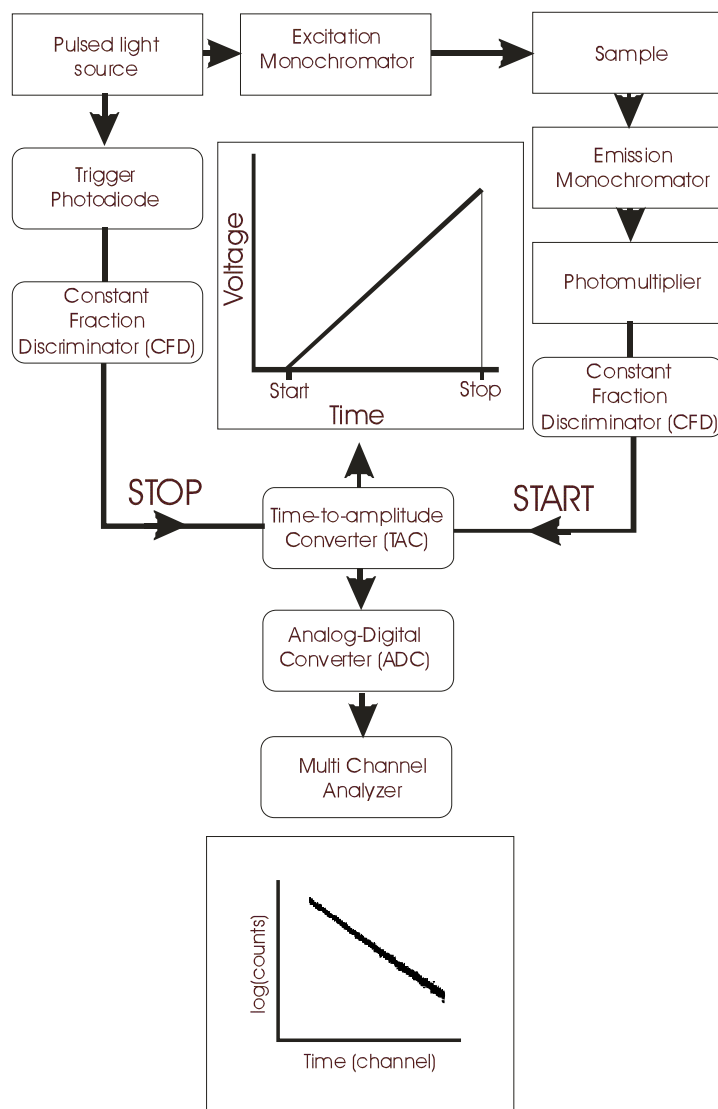 Pulsed light
source
Excitation
Monochromator
Sample
Trigger
Photodiode
Emission
Monochromator
Voltage
Start
Stop
Time
Constant
Fraction
Discriminator (CFD)
Photomultiplier
Constant
Fraction
Discriminator (CFD)
STOP
START
Time-to-amplitude
Converter (TAC)
Analog-Digital
Converter (ADC)
Multi Channel
Analyzer
log(counts)
Time (channel)